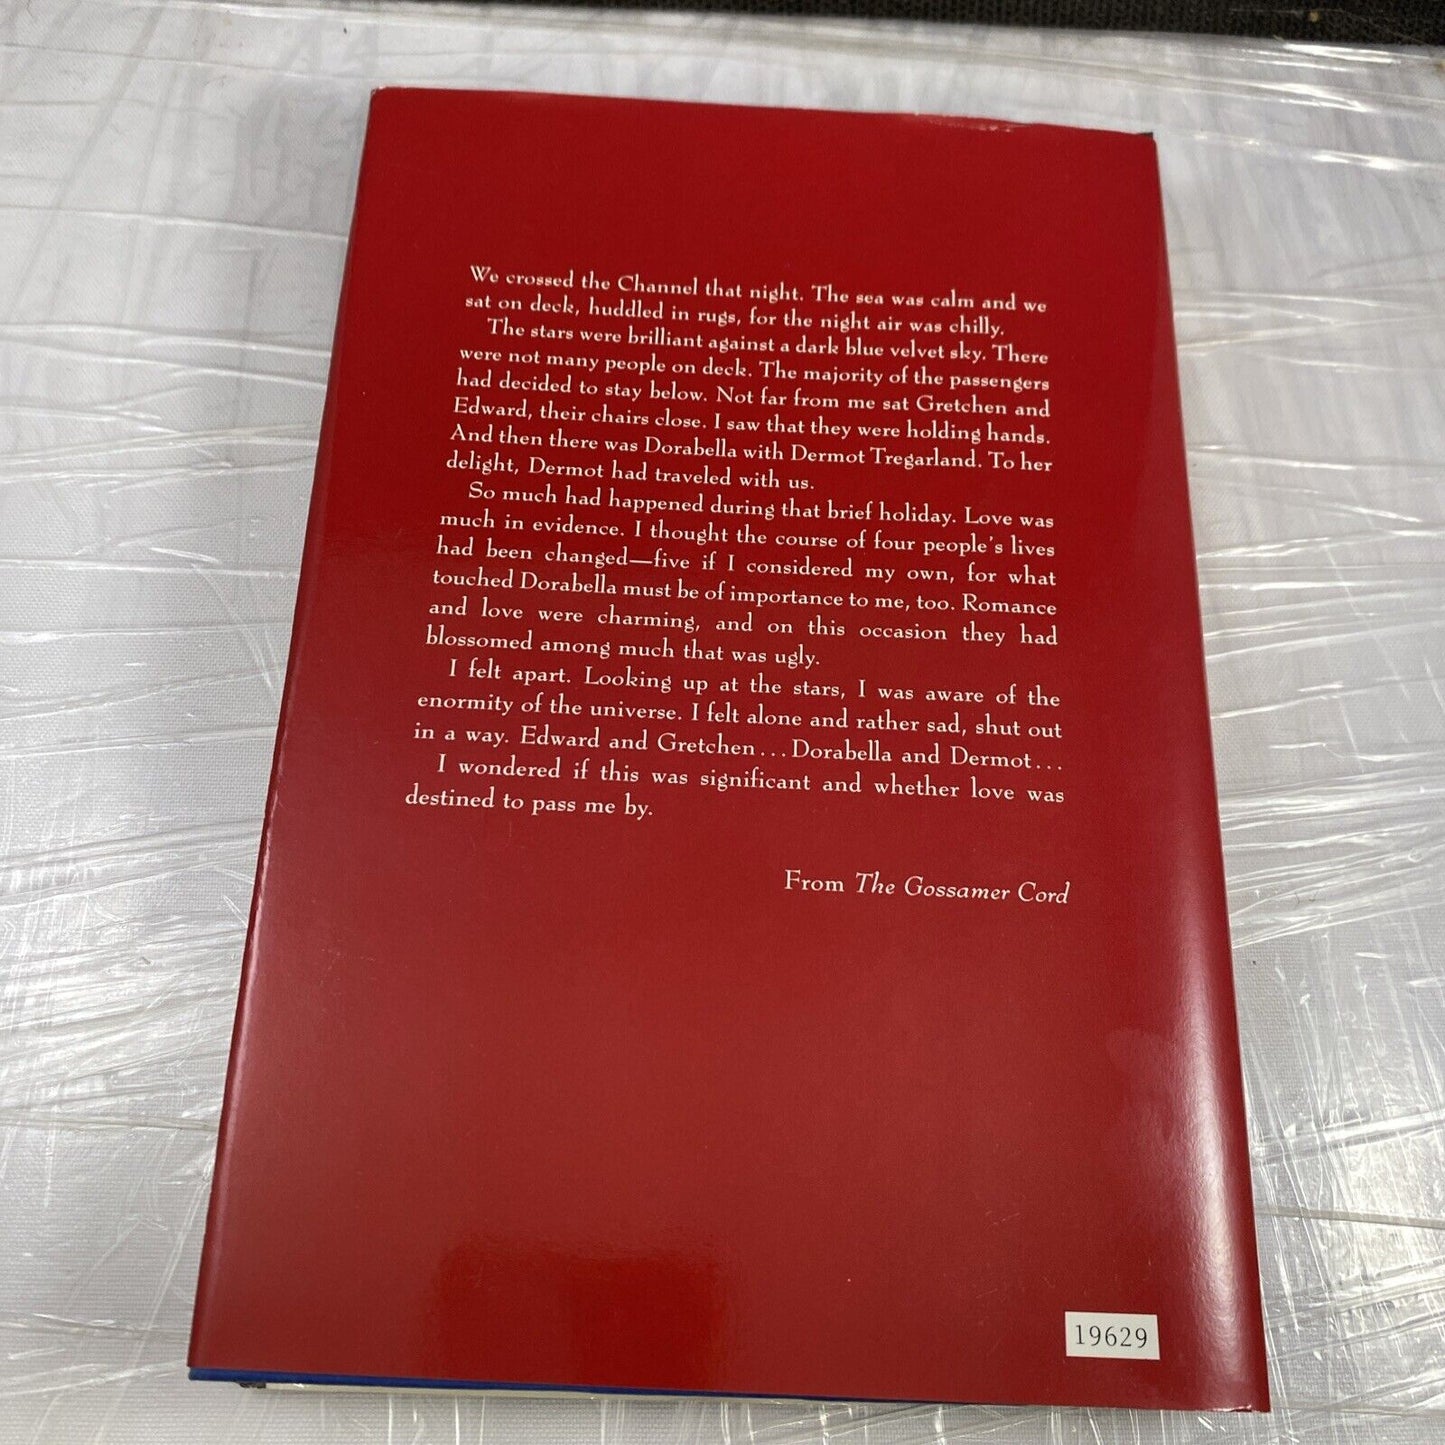 We crossed the Channel that night. The sea was calm and we
sat on deck, huddled in rugs, for the night air was chilly.
The stars were brilliant against a dark blue velvet sky. There
were not many people on deck. The majority of the passengers
had decided to stay below. Not far from me sat Gretchen and
Edward, their chairs close. I saw that they were holding hands.
And then there was Dorabella with Dermot Tregarland. To her
delight, Dermot had traveled with us.
So much had happened during that brief holiday. Love was
much in evidence. I thought the course of four people's lives
had been changed—five if I considered my own, for what
touched Dorabella must be of importance to me, too. Romance
and love were charming, and on this occasion they had
blossomed among much that was ugly.
I felt apart. Looking up at the stars, I was aware of the
enormity of the universe. I felt alone and rather sad, shut out
in a way. Edward and Gretchen...Dorabella and Dermot...
I wondered if this was significant and whether love was
destined to pass me by.
From The Gossamer Cord
19629